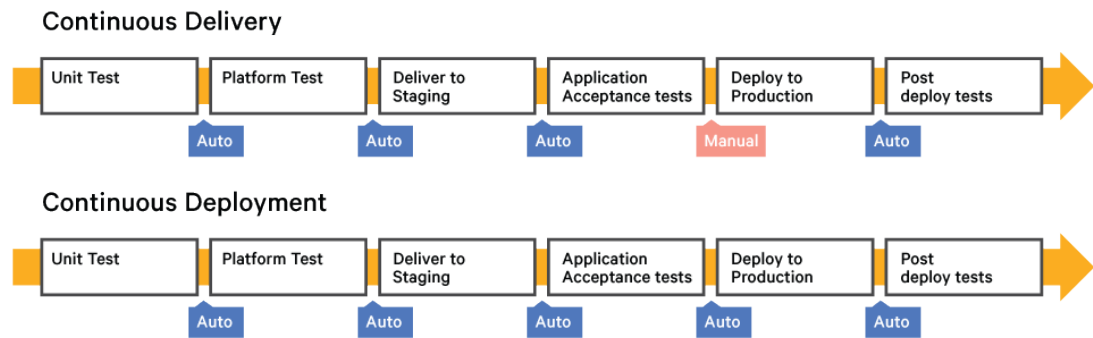 Continuous Delivery
Unit Test
Platform Test
Deliver to
Staging
Application
Acceptance tests
Deploy to
Production
Post
deploy tests
Auto
Auto
Auto
Manual
Auto
Continuous Deployment
Unit Test
Platform Test
Deliver to
Staging
Application
Acceptance tests
Deploy to
Production
Post
deploy tests
Auto
Auto
Auto
Auto
Auto